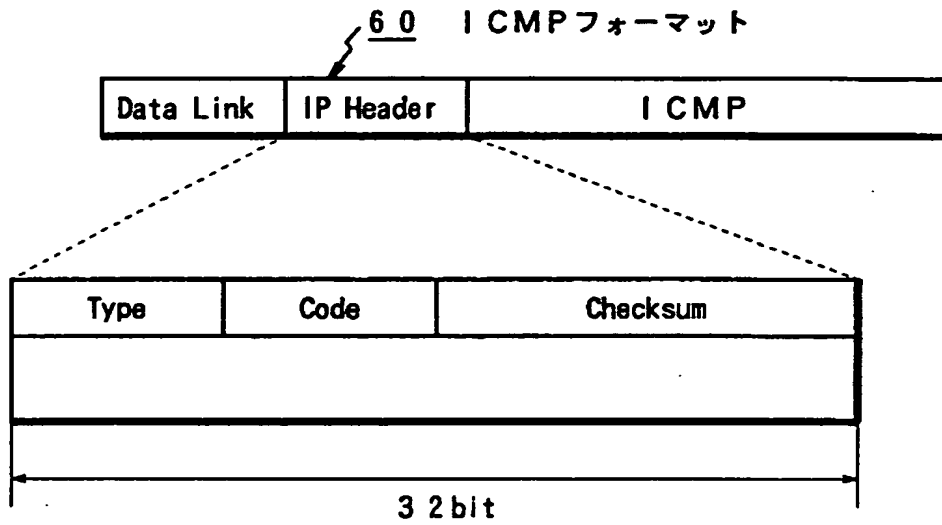 60 ICMPフォーマット
Data Link IP Header ICMP
Type Code Checksum
32bit